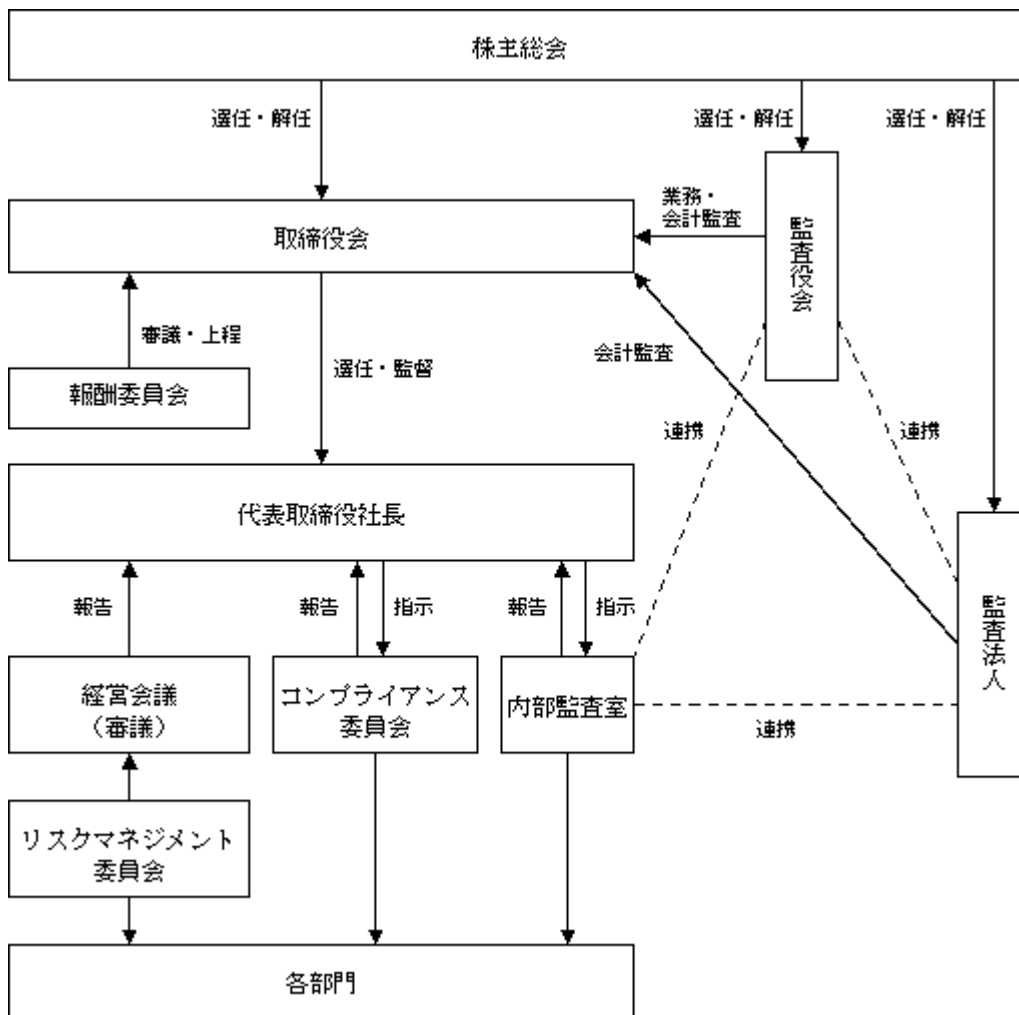 株主総会
選任・解任
選任・解任
選任・解任
業務・
会計監査
取締役会
監査役会
審議・上程
会計監査
選任・監督
報酬委員会
連携
連携
代表取締役社長
報告
報告
指示
報告
指示
監査法人
経営会議
（審議）
コンプライアンス
委員会
内部監査室
連携
リスクマネジメント
委員会
各部門